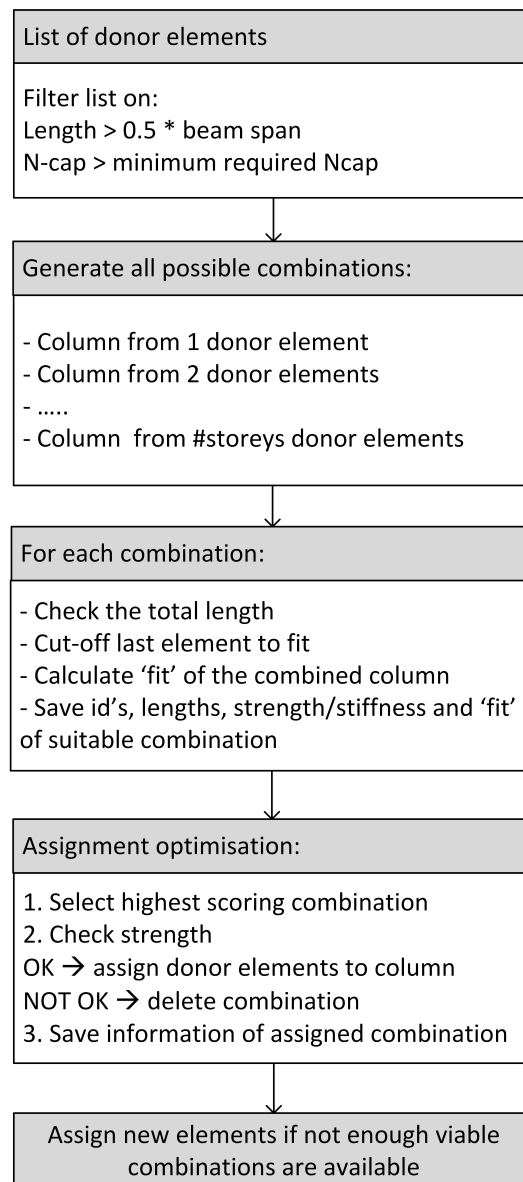 List of donor elements
Filter list on:
Length > 0.5 * beam span
N-cap > minimum required Ncap
Generate all possible combinations:
- Column from 1 donor element
- Column from 2 donor elements
- .....
- Column  from #storeys donor elements
For each combination:
- Check the total length
- Cut-off last element to fit
- Calculate ‘fit’ of the combined column
- Save id’s, lengths, strength/stiffness and ‘fit’
of suitable combination
Assignment optimisation:
1. Select highest scoring combination
2. Check strength
OK → assign donor elements to column
NOT OK → delete combination
3. Save information of assigned combination
Assign new elements if not enough viable
combinations are available